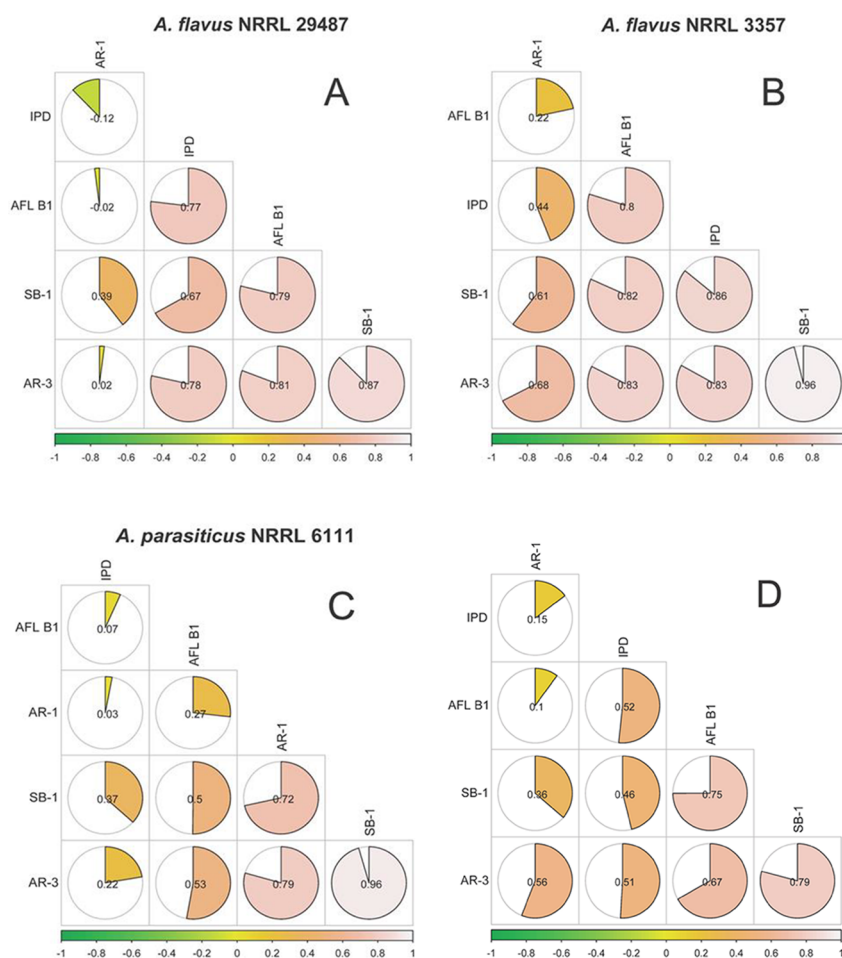 A. flavus NRRL 29487
A
AR-1
IPD -0.12
IPD
AFL B1 -0.02 0.77
AFL B1
SB-1 0.39 0.67 0.79
SB-1
AR-3 0.02 0.78 0.81 0.87
-1 -0.8 -0.6 -0.4 -0.2 0 0.2 0.4 0.6 0.8 1
A. flavus NRRL 3357
B
AR-1
AFL B1 0.22
AFL B1
IPD 0.44 0.8
IPD
SB-1 0.61 0.82 0.86
SB-1
AR-3 0.68 0.83 0.83 0.96
-1 -0.8 -0.6 -0.4 -0.2 0 0.2 0.4 0.6 0.8 1
A. parasiticus NRRL 6111
C
IPD
AFL B1 0.07
AFL B1
AR-1 0.03 0.27
AR-1
SB-1 0.37 0.5 0.72
SB-1
AR-3 0.22 0.53 0.79 0.96
-1 -0.8 -0.6 -0.4 -0.2 0 0.2 0.4 0.6 0.8 1
D
AR-1
IPD 0.15
IPD
AFL B1 0.1 0.52
AFL B1
SB-1 0.36 0.46 0.75
SB-1
AR-3 0.56 0.51 0.67 0.79
-1 -0.8 -0.6 -0.4 -0.2 0 0.2 0.4 0.6 0.8 1